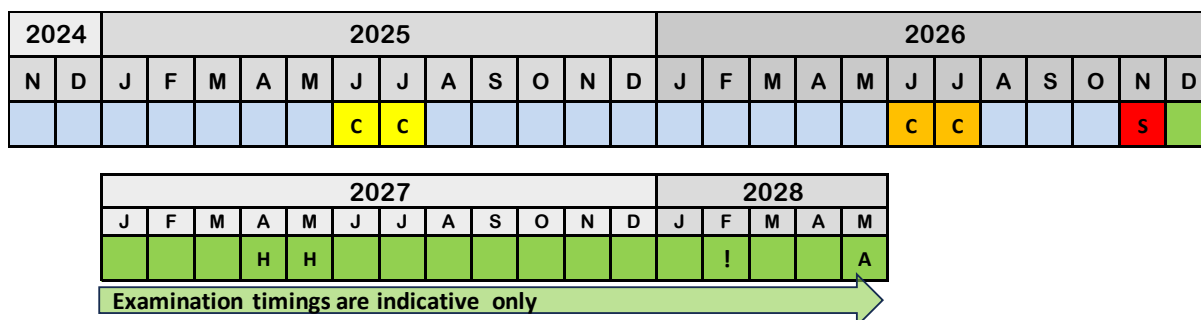 2024 2025 2026
N D J F M A M J J A S O N D J F M A M J J A S O N D
C C C C S
2027 2028
J F M A M J J A S O N D J F M A M
H H ! A
Examination timings are indicative only